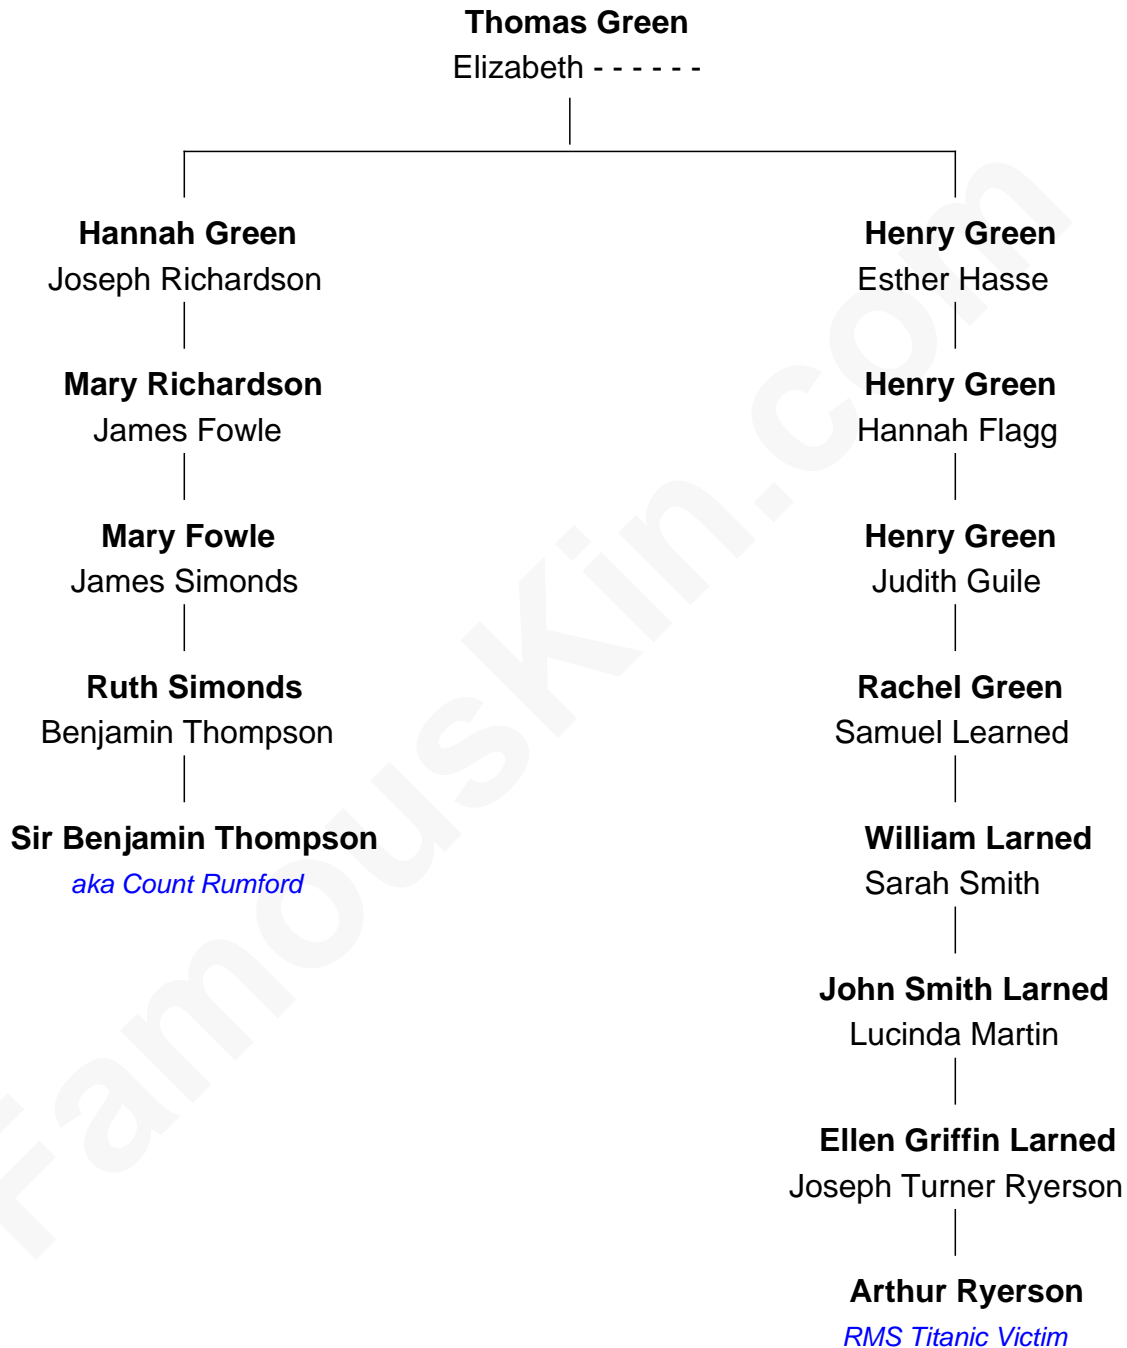 Thomas Green
Elizabeth - - - - - -
Hannah Green
Joseph Richardson
Mary Richardson
James Fowle
Mary Fowle
James Simonds
Ruth Simonds
Benjamin Thompson
Sir Benjamin Thompson
aka Count Rumford
Henry Green
Esther Hasse
Henry Green
Hannah Flagg
Henry Green
Judith Guile
Rachel Green
Samuel Learned
William Larned
Sarah Smith
John Smith Larned
Lucinda Martin
Ellen Griffin Larned
Joseph Turner Ryerson
Arthur Ryerson
RMS Titanic Victim
FamousKin.com